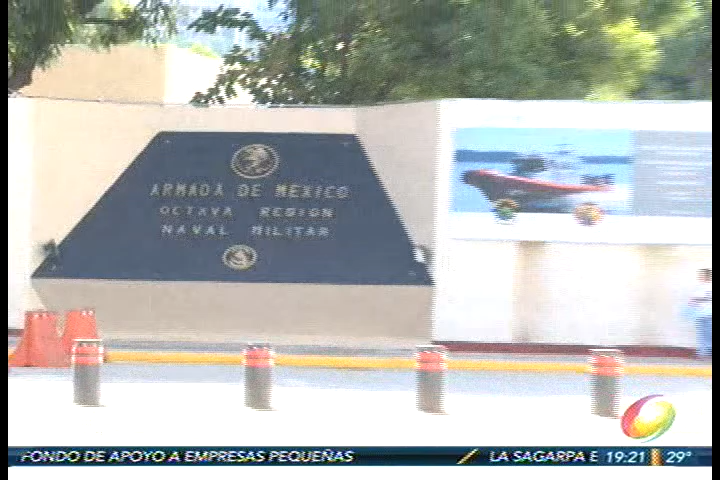 ARMADA DE MEXICO
OCTAVA REGION
NAVAL MILITAR
FONDO DE APOYO A EMPRESAS PEQUEÑAS LA SAGARPA E 19:21 29°